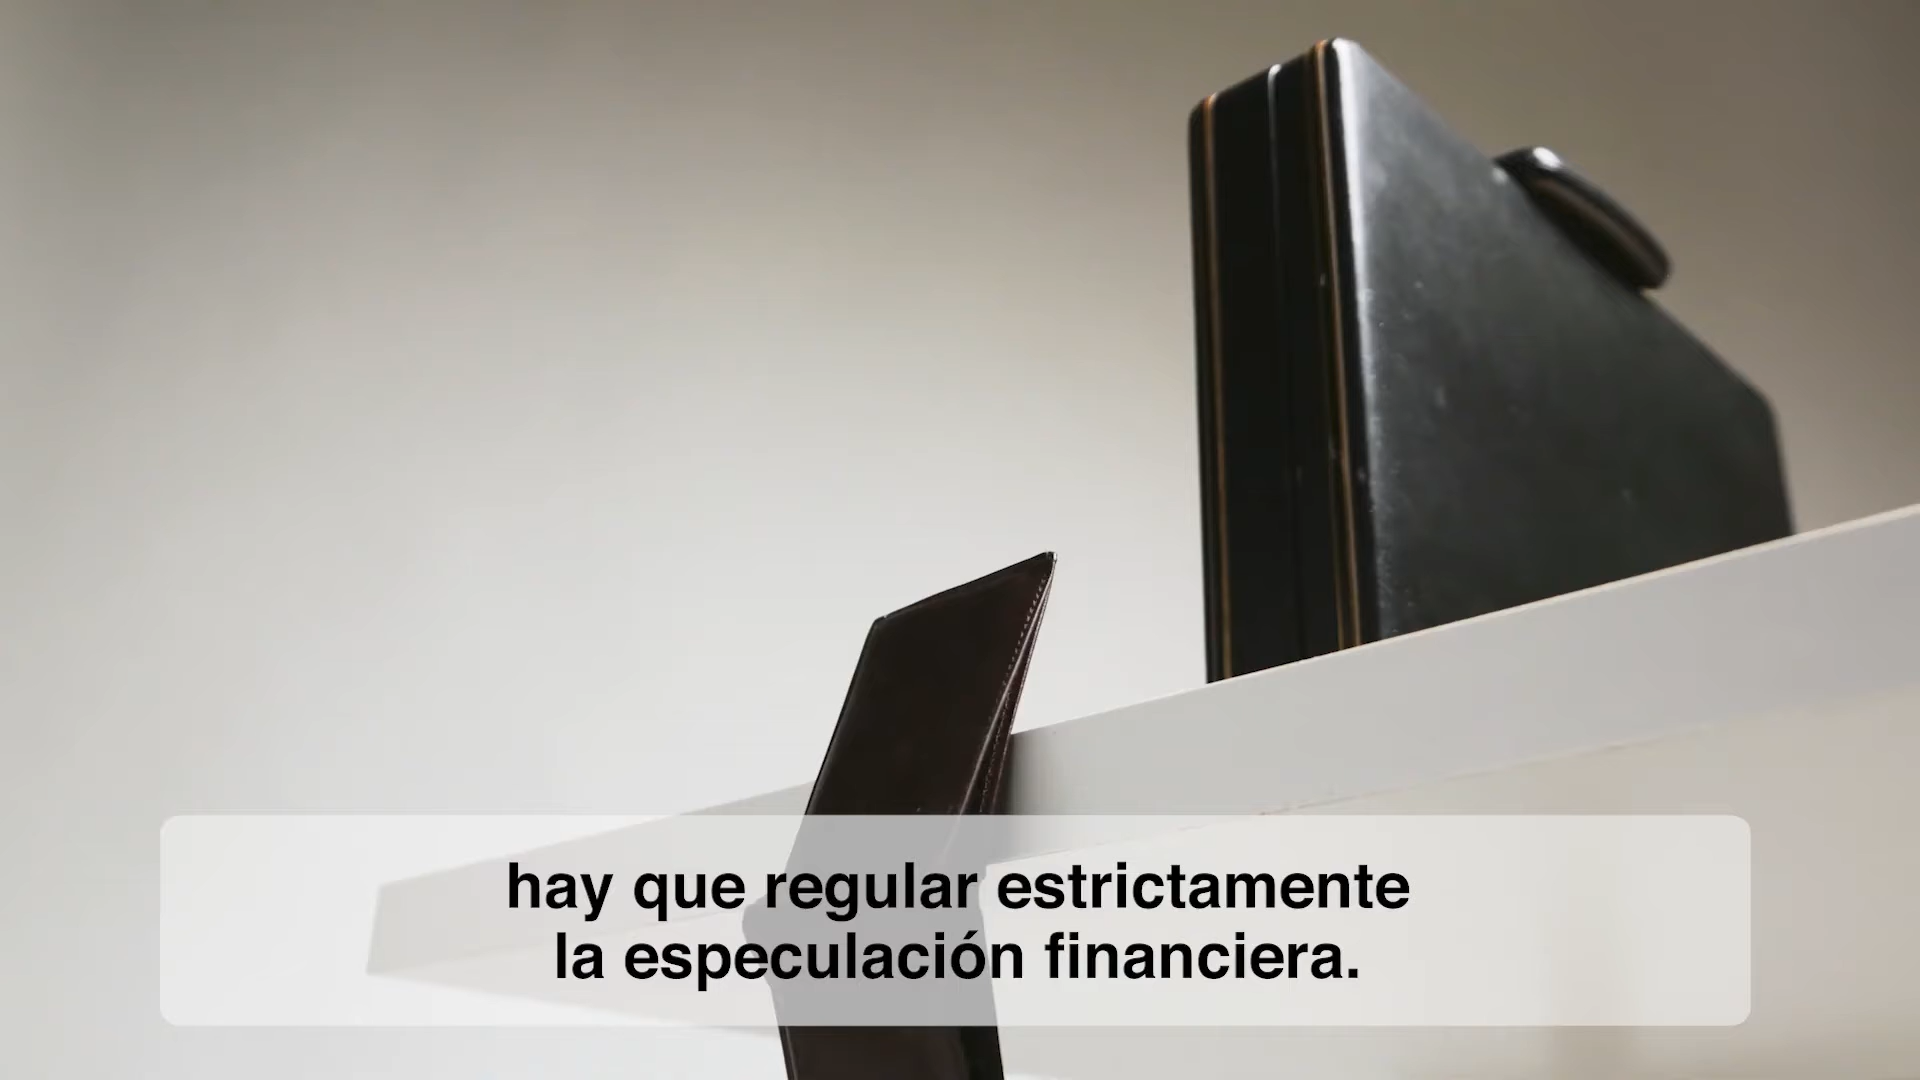 hay que regular estrictamente
la especulación financiera.